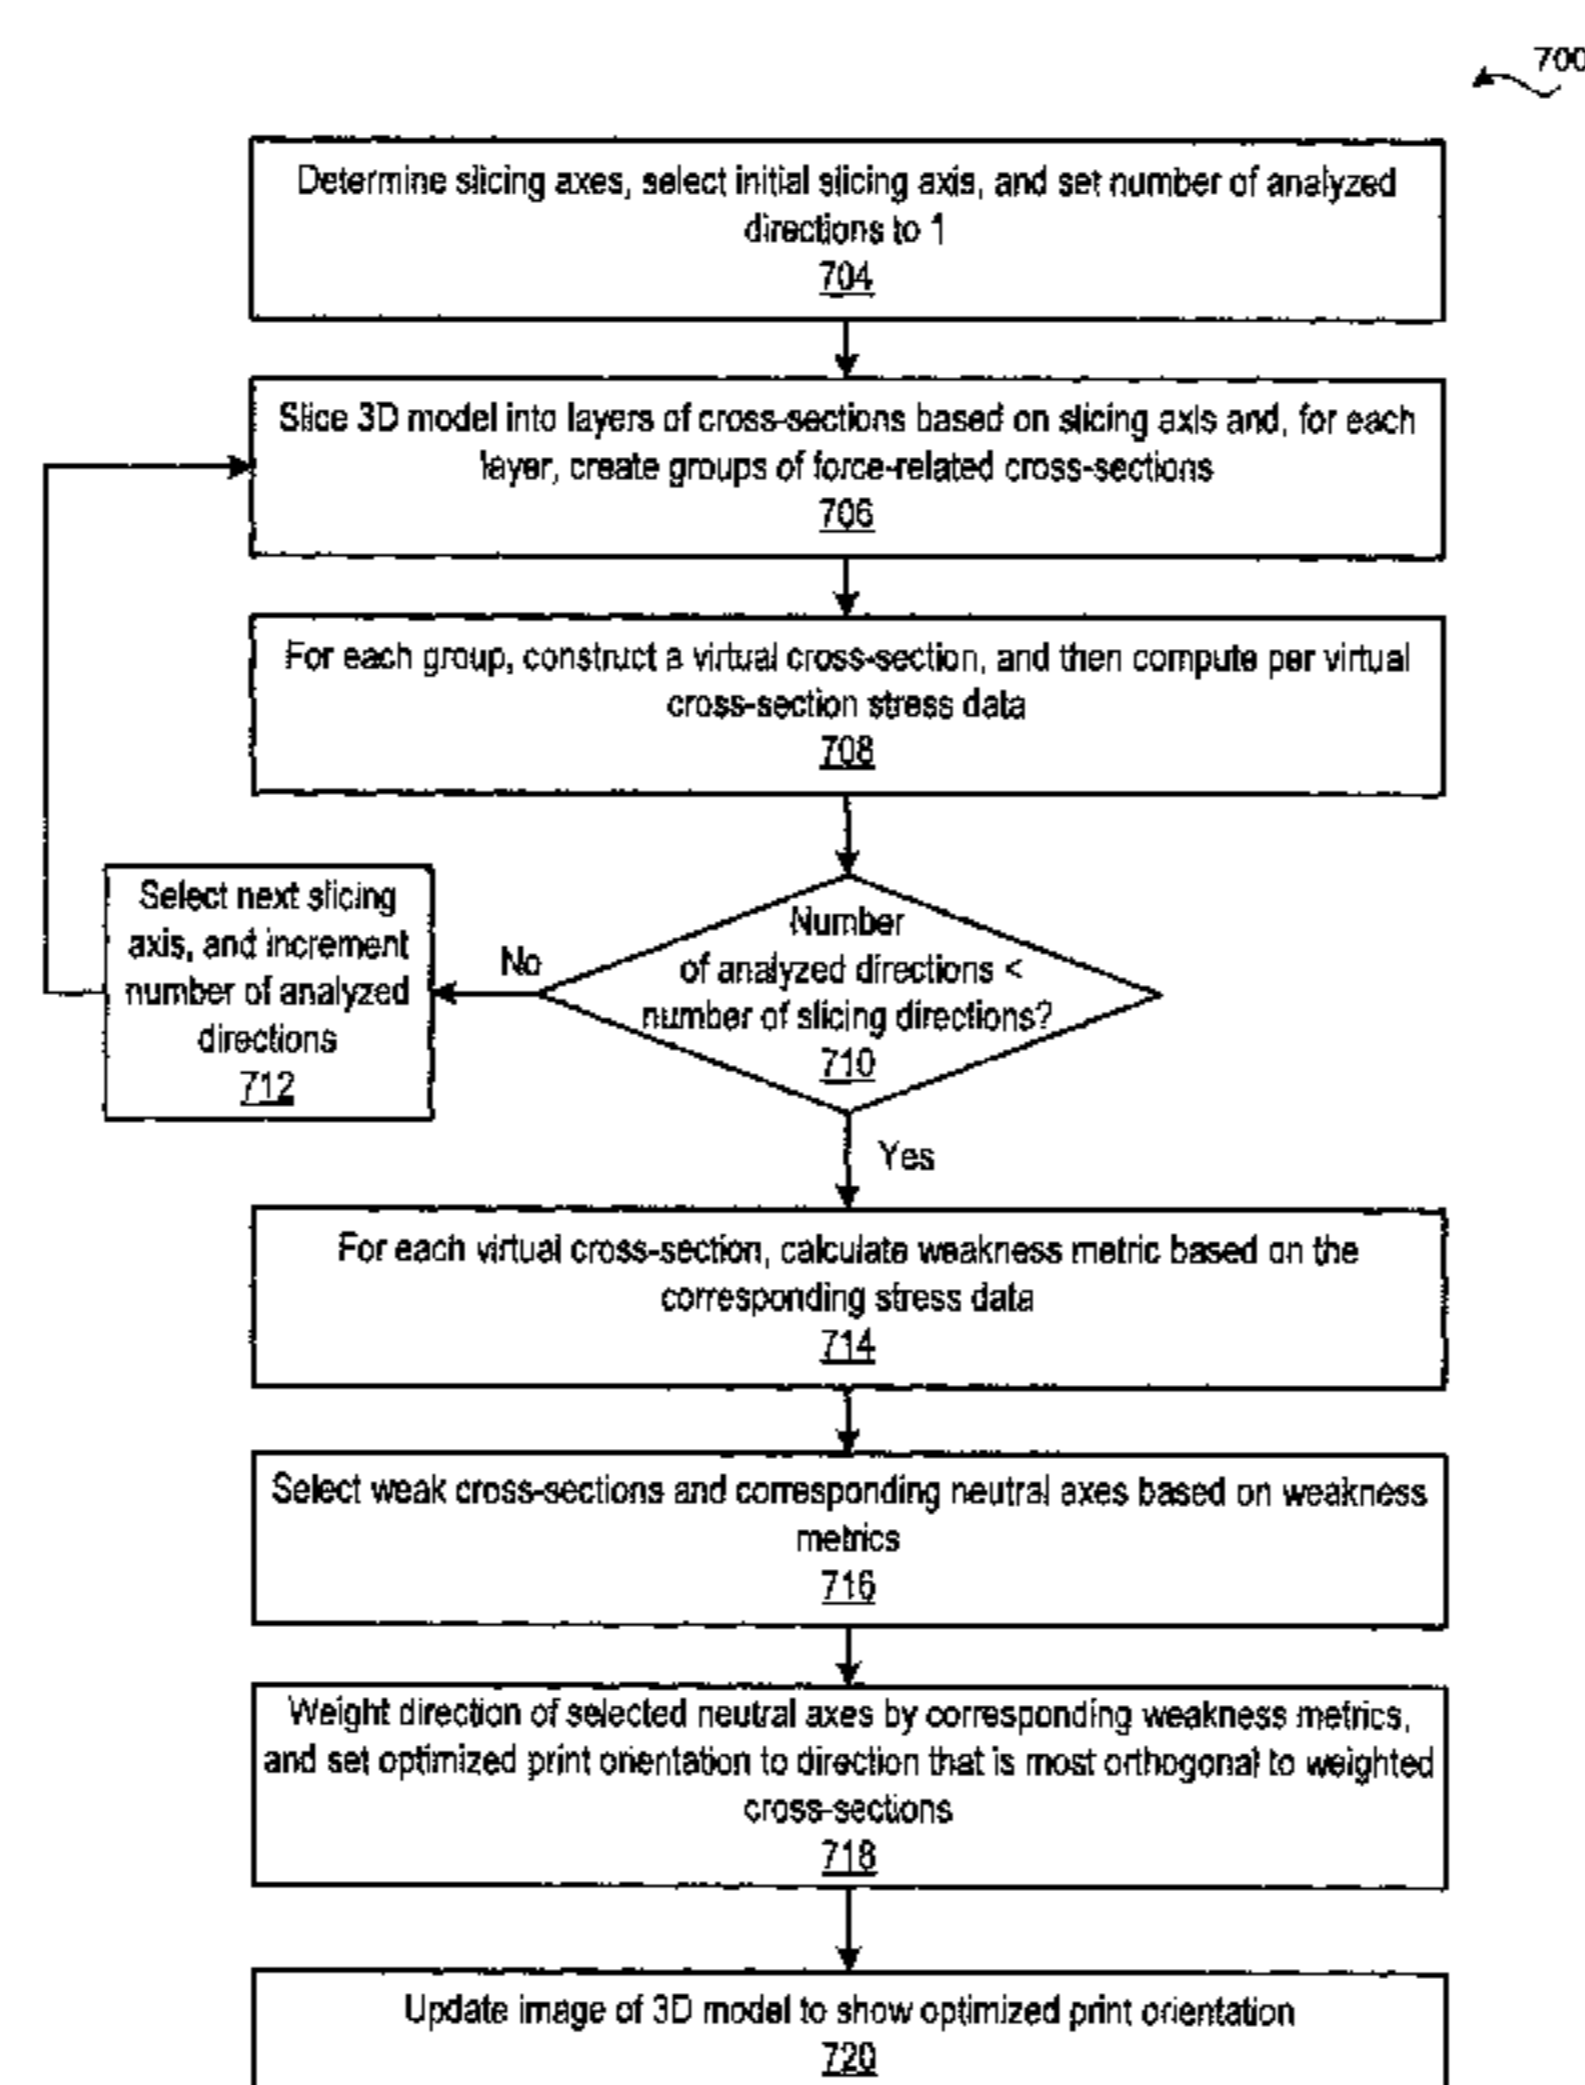 700
Determine slicing axes, select initial slicing axis, and set number of analyzed
directions to 1
704
Slice 3D model into layers of cross-sections based on slicing axis and, for each
layer, create groups of force-related cross-sections
706
For each group, construct a virtual cross-section, and then compute per virtual
cross-section stress data
708
Number
of analyzed directions <
number of slicing directions?
710
No
Select next slicing
axis, and increment
number of analyzed
directions
712
Yes
For each virtual cross-section, calculate weakness metric based on the
corresponding stress data
714
Select weak cross-sections and corresponding neutral axes based on weakness
metrics
716
Weight direction of selected neutral axes by corresponding weakness metrics,
and set optimized print orientation to direction that is most orthogonal to weighted
cross-sections
718
Update image of 3D model to show optimized print orientation
720